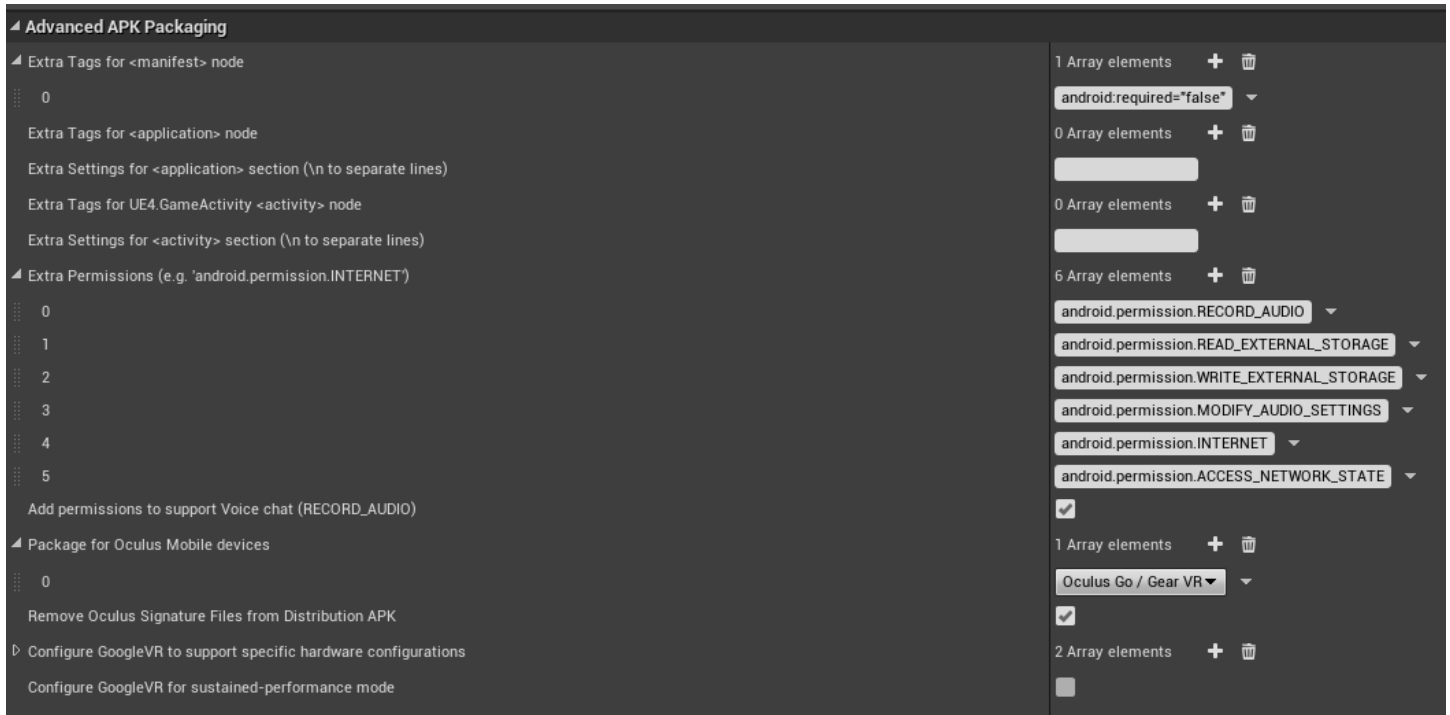 Advanced APK Packaging
Extra Tags for <manifest> node 1 Array elements
0 android:required="false"
Extra Tags for <application> node 0 Array elements
Extra Settings for <application> section (\n to separate lines)
Extra Tags for UE4.GameActivity <activity> node 0 Array elements
Extra Settings for <activity> section (\n to separate lines)
Extra Permissions (e.g. 'android.permission.INTERNET') 6 Array elements
0 android.permission.RECORD_AUDIO
1 android.permission.READ_EXTERNAL_STORAGE
2 android.permission.WRITE_EXTERNAL_STORAGE
3 android.permission.MODIFY_AUDIO_SETTINGS
4 android.permission.INTERNET
5 android.permission.ACCESS_NETWORK_STATE
Add permissions to support Voice chat (RECORD_AUDIO)
Package for Oculus Mobile devices 1 Array elements
0 Oculus Go / Gear VR
Remove Oculus Signature Files from Distribution APK
Configure GoogleVR to support specific hardware configurations 2 Array elements
Configure GoogleVR for sustained-performance mode